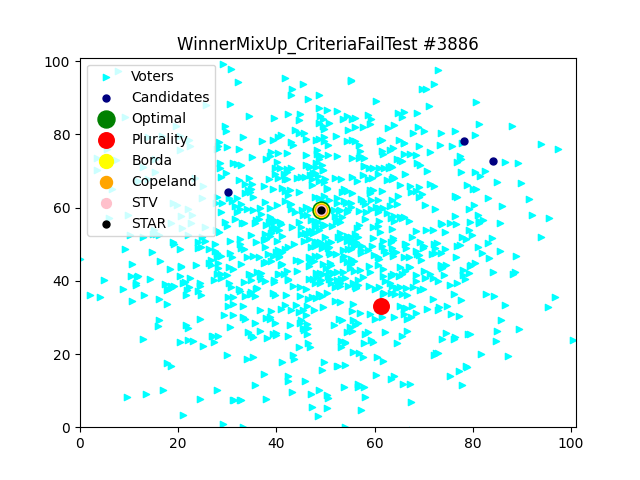 WinnerMixUp_CriteriaFailTest #3886
100
80
60
40
20
0
Voters
Candidates
Optimal
Plurality
Borda
Copeland
STV
STAR
0 20 40 60 80 100